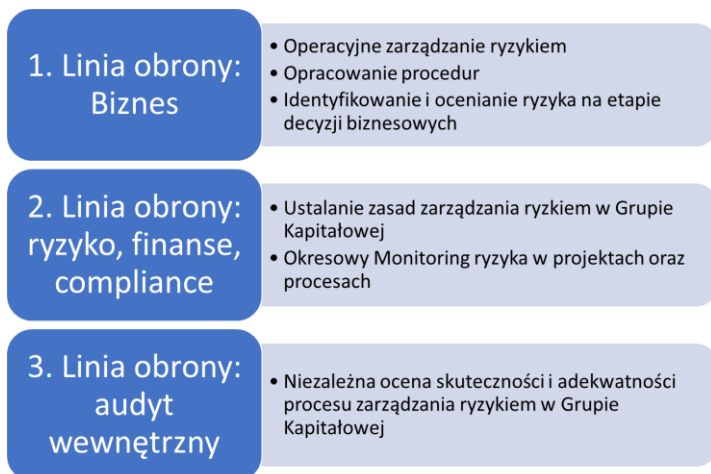 1. Linia obrony:
Biznes
• Operacyjne zarządzanie ryzykiem
• Opracowanie procedur
• Identyfikowanie i ocenianie ryzyka na etapie
decyzji biznesowych
2. Linia obrony:
ryzyko, finanse,
compliance
• Ustalanie zasad zarządzania ryzkiem w Grupie
Kapitałowej
• Okresowy Monitoring ryzyka w projektach oraz
procesach
3. Linia obrony:
audyt
wewnętrzny
• Niezależna ocena skuteczności i adekwatności
procesu zarządzania ryzykiem w Grupie
Kapitałowej